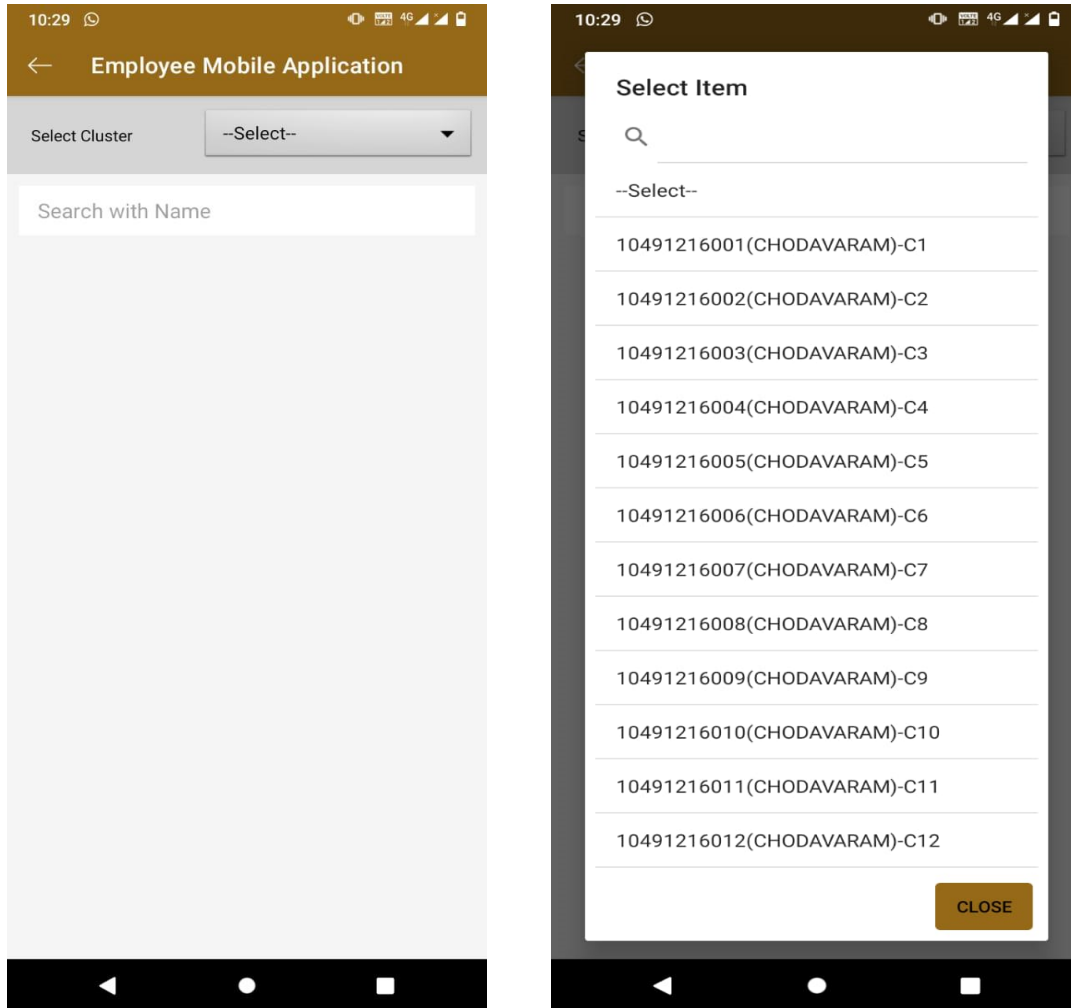 10:29
4G
Employee Mobile Application
Select Cluster
--Select--
Search with Name
10:29
4G
Select Item
--Select--
10491216001(CHODAVARAM)-C1
10491216002(CHODAVARAM)-C2
10491216003(CHODAVARAM)-C3
10491216004(CHODAVARAM)-C4
10491216005(CHODAVARAM)-C5
10491216006(CHODAVARAM)-C6
10491216007(CHODAVARAM)-C7
10491216008(CHODAVARAM)-C8
10491216009(CHODAVARAM)-C9
10491216010(CHODAVARAM)-C10
10491216011(CHODAVARAM)-C11
10491216012(CHODAVARAM)-C12
CLOSE